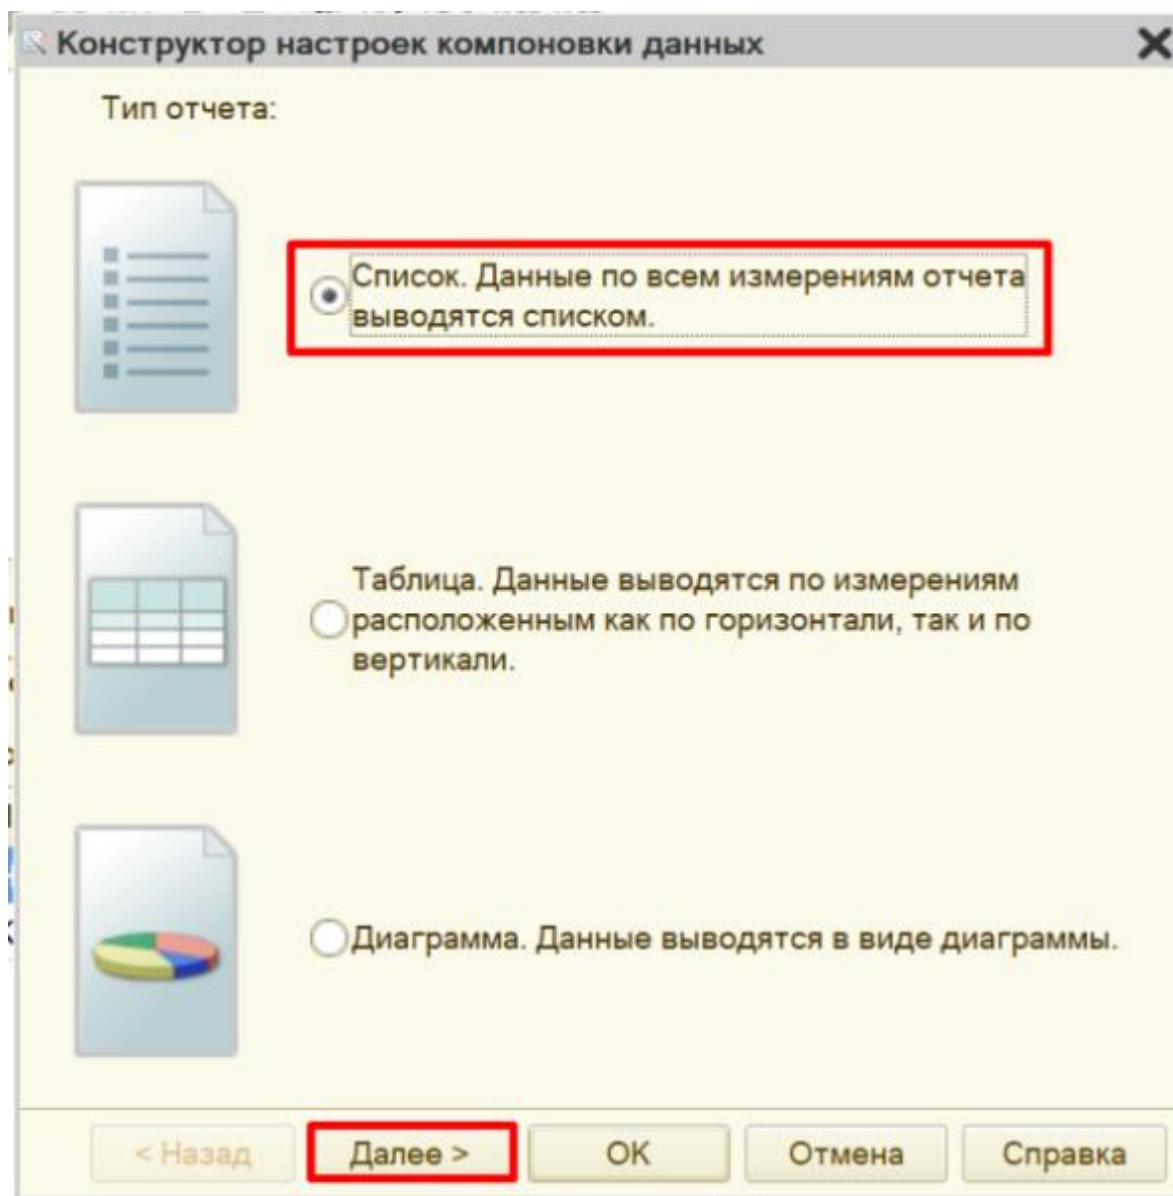 Конструктор настроек компоновки данных
Тип отчета:
Список. Данные по всем измерениям отчета
выводятся списком.
Таблица. Данные выводятся по измерениям
расположенным как по горизонтали, так и по
вертикали.
Диаграмма. Данные выводятся в виде диаграммы.
< Назад Далее > OK Отмена Справка